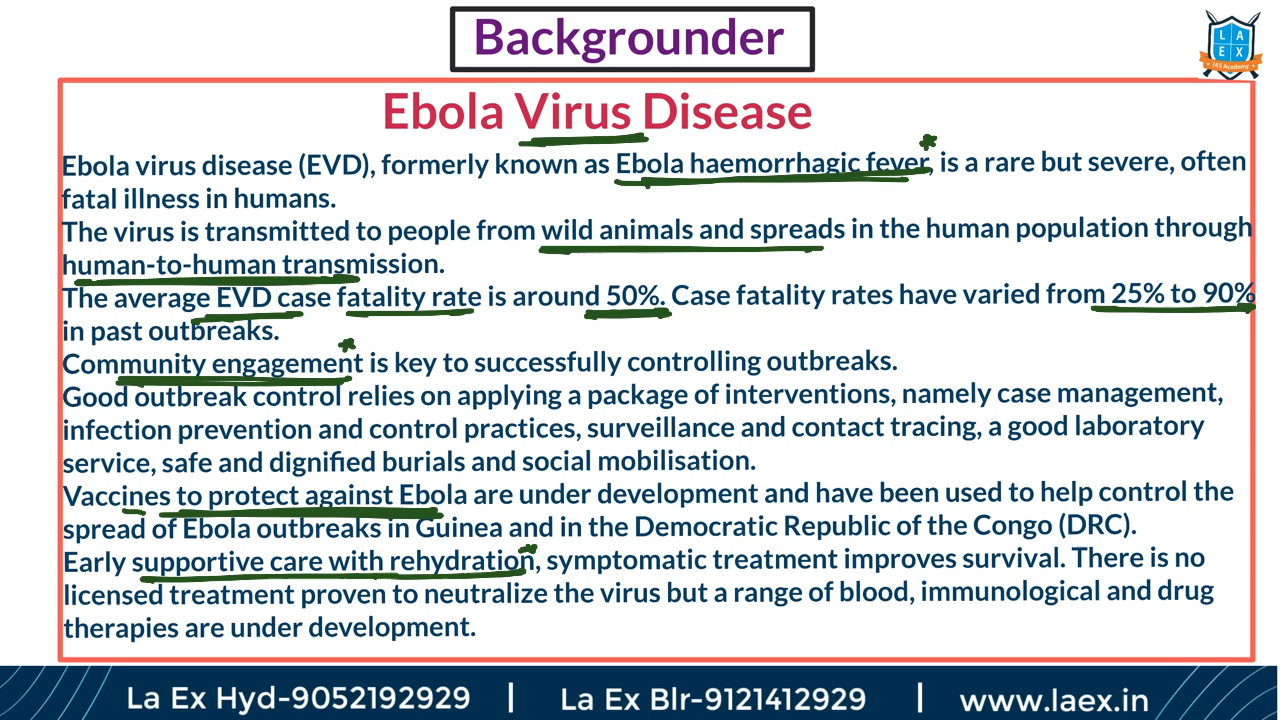 Backgrounder
L A
E X
IAS Academy
Ebola Virus Disease
Ebola virus disease (EVD), formerly known as Ebola haemorrhagic fever, is a rare but severe, often
fatal illness in humans.
The virus is transmitted to people from wild animals and spreads in the human population through
human-to-human transmission.
The average EVD case fatality rate is around 50%. Case fatality rates have varied from 25% to 90%
in past outbreaks.
Community engagement is key to successfully controlling outbreaks.
Good outbreak control relies on applying a package of interventions, namely case management,
infection prevention and control practices, surveillance and contact tracing, a good laboratory
service, safe and dignified burials and social mobilisation.
Vaccines to protect against Ebola are under development and have been used to help control the
spread of Ebola outbreaks in Guinea and in the Democratic Republic of the Congo (DRC).
Early supportive care with rehydration, symptomatic treatment improves survival. There is no
licensed treatment proven to neutralize the virus but a range of blood, immunological and drug
therapies are under development.
La Ex Hyd-9052192929 | La Ex Blr-9121412929 | www.laex.in